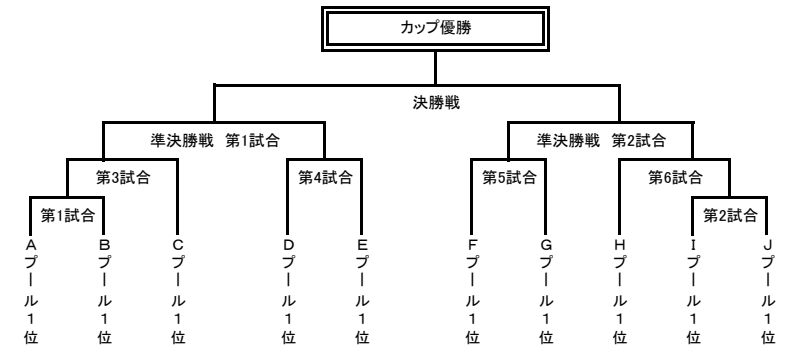 カップ優勝
決勝戦
準決勝戦　第1試合
準決勝戦　第2試合
第3試合
第4試合
第5試合
第6試合
第1試合
第2試合
Aプール1位
Bプール1位
Cプール1位
Dプール1位
Eプール1位
Fプール1位
Gプール1位
Hプール1位
Iプール1位
Jプール1位